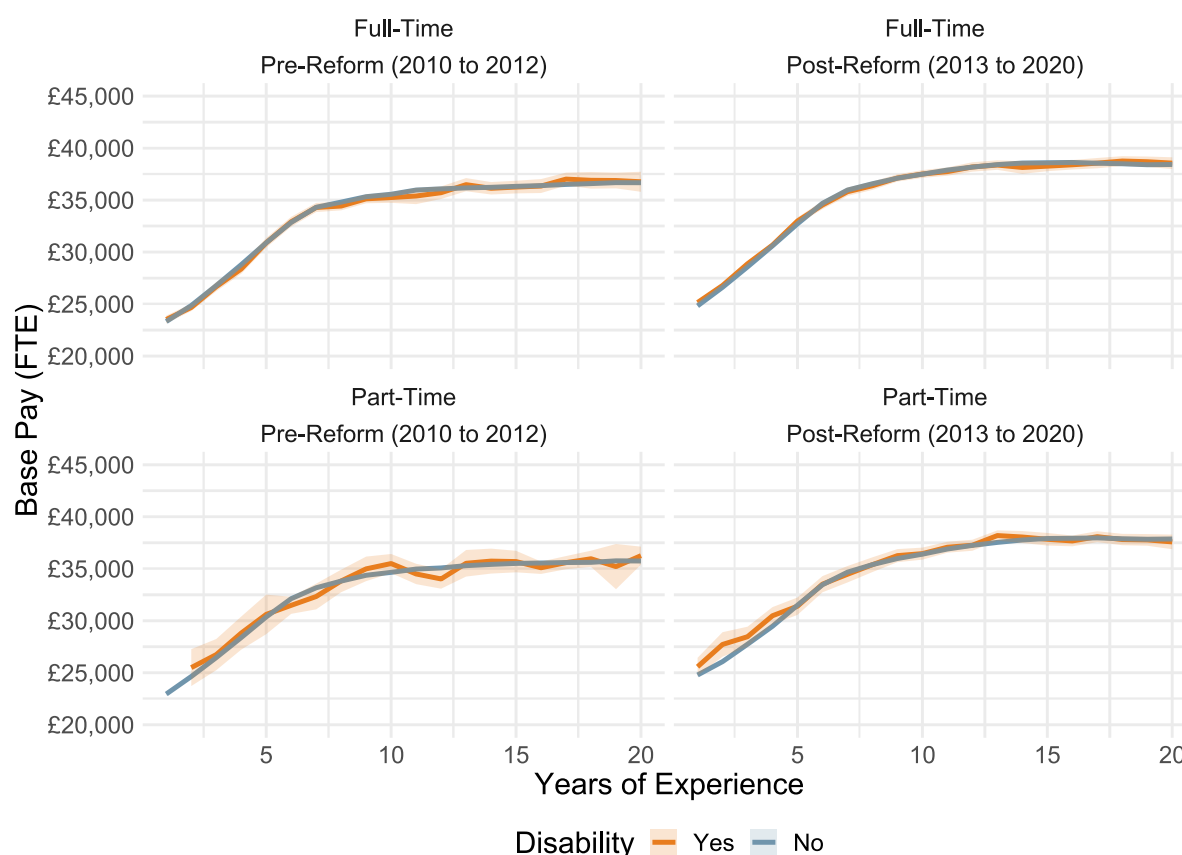 Full-Time
Pre-Reform (2010 to 2012)
Full-Time
Post-Reform (2013 to 2020)
£45,000
£40,000
£35,000
£30,000
£25,000
£20,000
Part-Time
Pre-Reform (2010 to 2012)
Part-Time
Post-Reform (2013 to 2020)
£45,000
£40,000
£35,000
£30,000
£25,000
£20,000
Base Pay (FTE)
5 10 15 20
5 10 15 20
Years of Experience
Disability Yes No